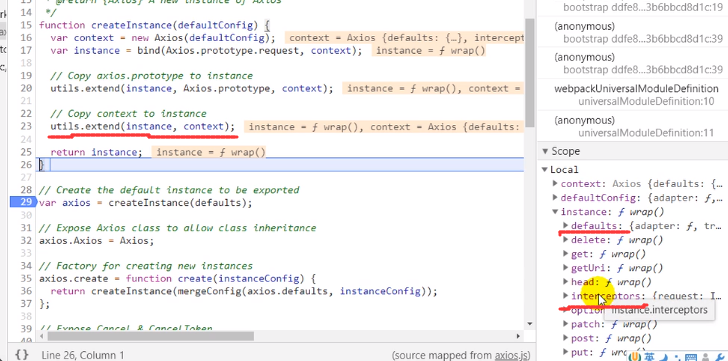 * @return {Axios} A new instance of Axios
14 */
15 function createInstance(defaultConfig) {
16 var context = new Axios(defaultConfig); context = Axios {defaults: {…}, intercep
17 var instance = bind(Axios.prototype.request, context); instance = ƒ wrap()
18
19 // Copy axios.prototype to instance
20 utils.extend(instance, Axios.prototype, context); instance = ƒ wrap(), context =
21
22 // Copy context to instance
23 utils.extend(instance, context); instance = ƒ wrap(), context = Axios {defaults:
25 return instance; instance = ƒ wrap()
26 }
28 // Create the default instance to be exported
29 var axios = createInstance(defaults);
31 // Expose Axios class to allow class inheritance
32 axios.Axios = Axios;
34 // Factory for creating new instances
35 axios.create = function create(instanceConfig) {
36 return createInstance(mergeConfig(axios.defaults, instanceConfig));
37 };
38
39 // Expose Cancel & CancelToken
{} Line 26, Column 1 (source mapped from axios.js)
bootstrap ddfe8…3b6bbcd8d1c:19
(anonymous)
bootstrap ddfe8…3b6bbcd8d1c:39
(anonymous)
bootstrap ddfe8…3b6bbcd8d1c:39
webpackUniversalModuleDefinition
universalModuleDefinition:10
(anonymous)
universalModuleDefinition:11
Scope
Local
context: Axios {defaults: {…
defaultConfig: {adapter: ƒ,
instance: ƒ wrap()
defaults: {adapter: ƒ, tr
delete: ƒ wrap()
get: ƒ wrap()
getUri: ƒ wrap()
head: ƒ wrap()
interceptors: {request: I
option
instance.interceptors
patch: ƒ wrap()
post: ƒ wrap()
put: ƒ wrap()
英